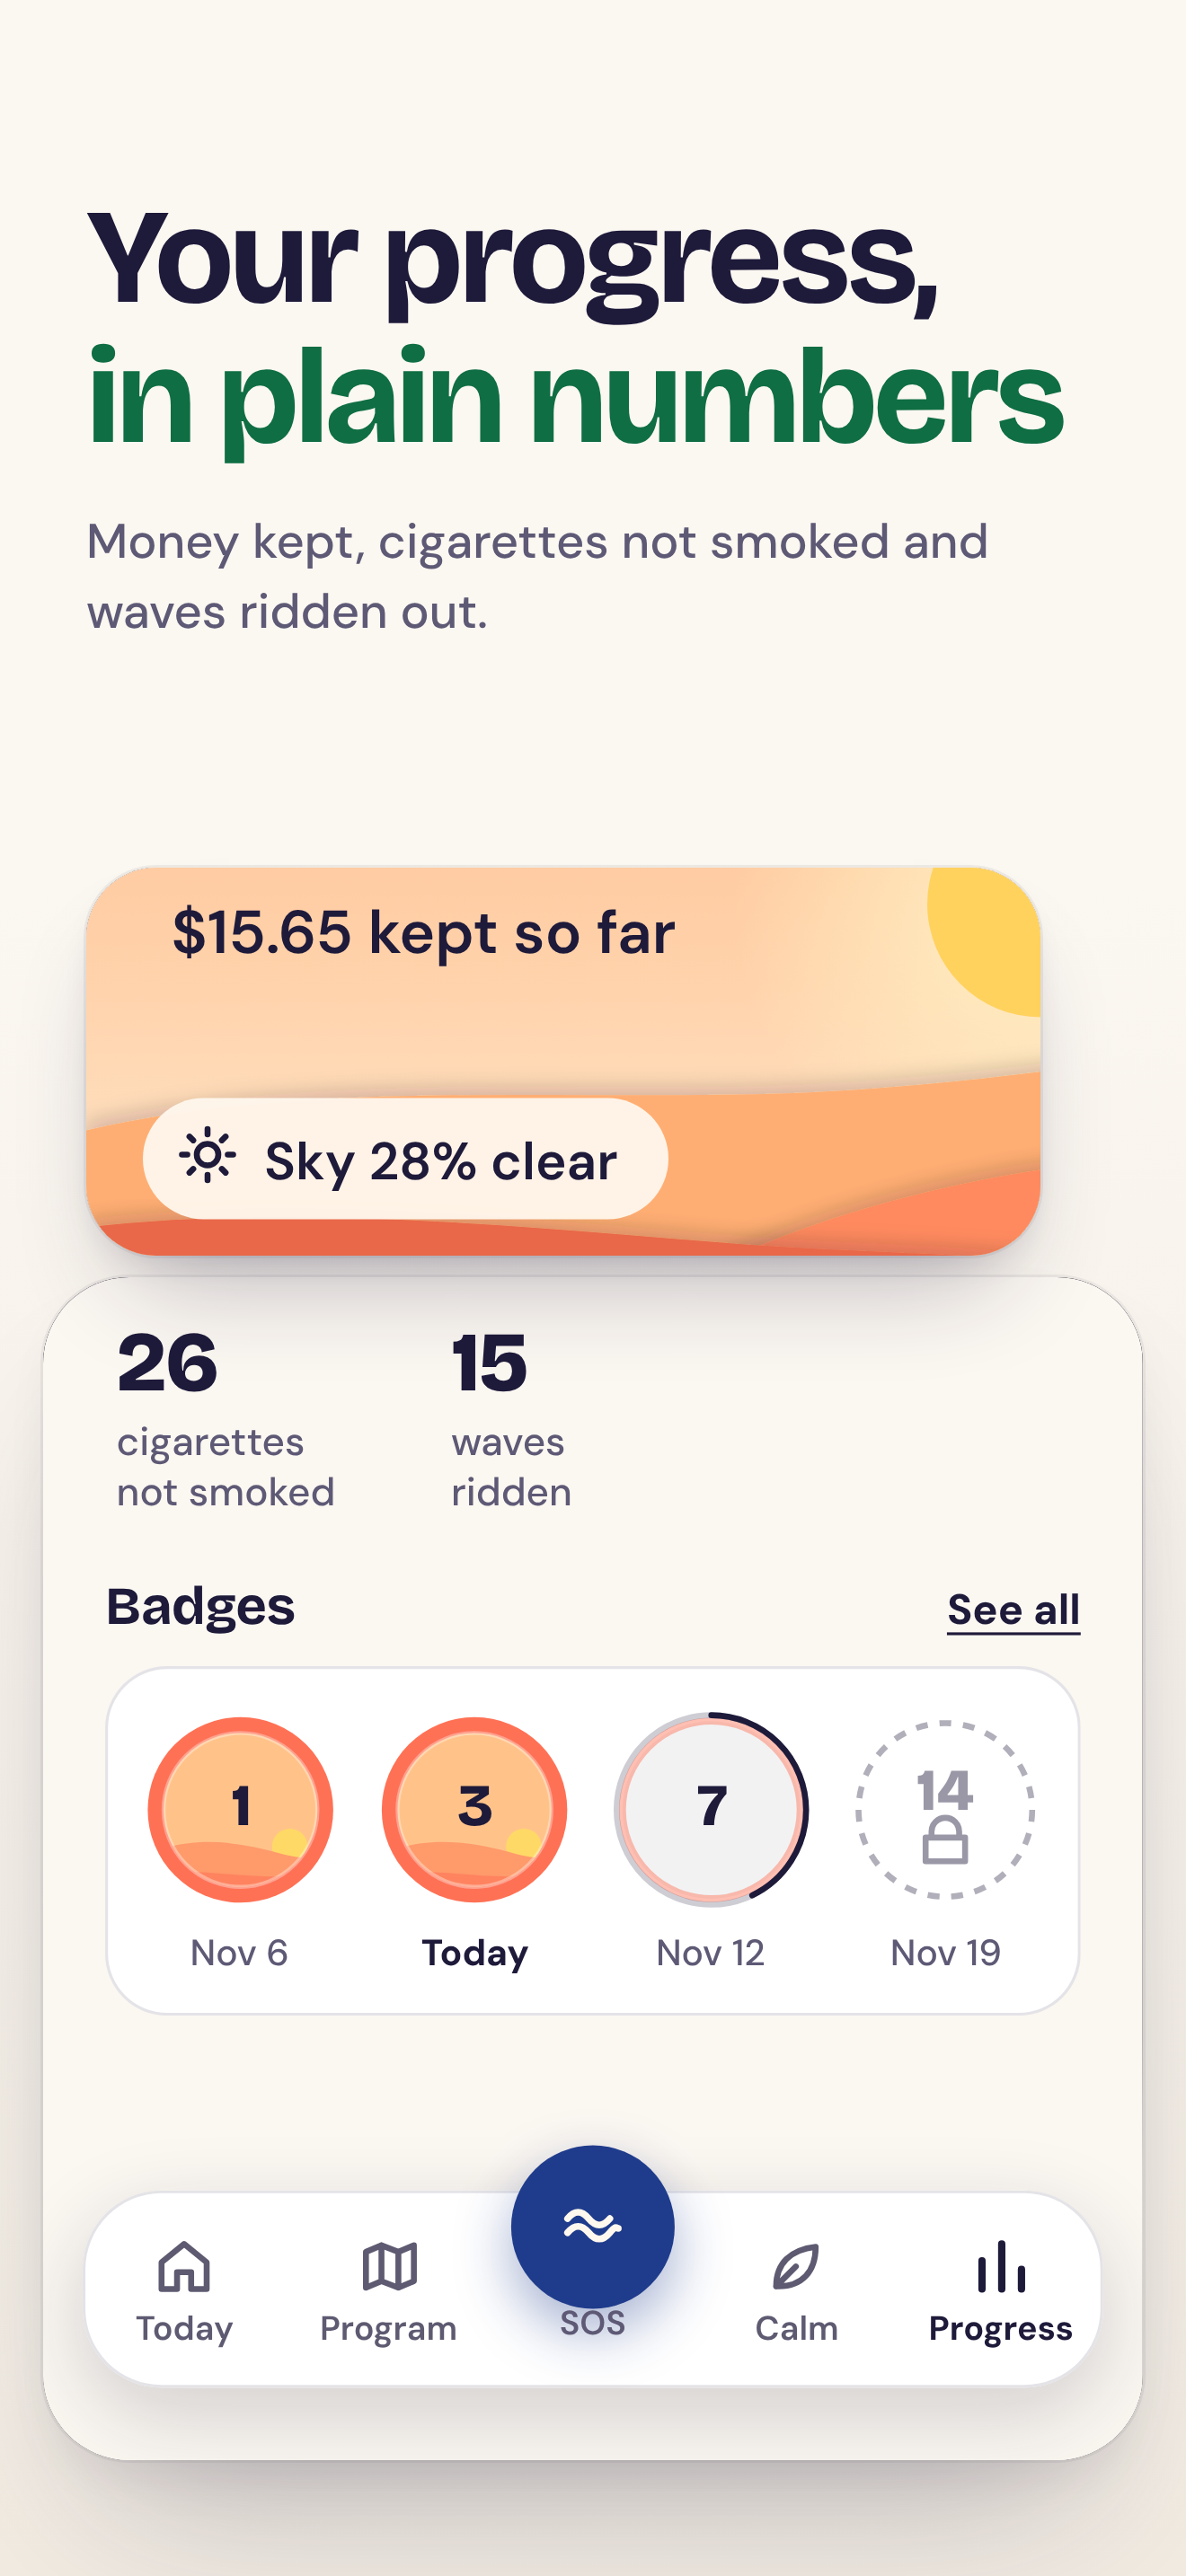 Your progress,
in plain numbers
Money kept, cigarettes not smoked and
waves ridden out.
$15.65 kept so far
Sky 28% clear
26
15
cigarettes
not smoked
waves
ridden
Badges
See all
1
3
7
14
Nov 6
Today
Nov 12
Nov 19
Today
Program
SOS
Calm
Progress